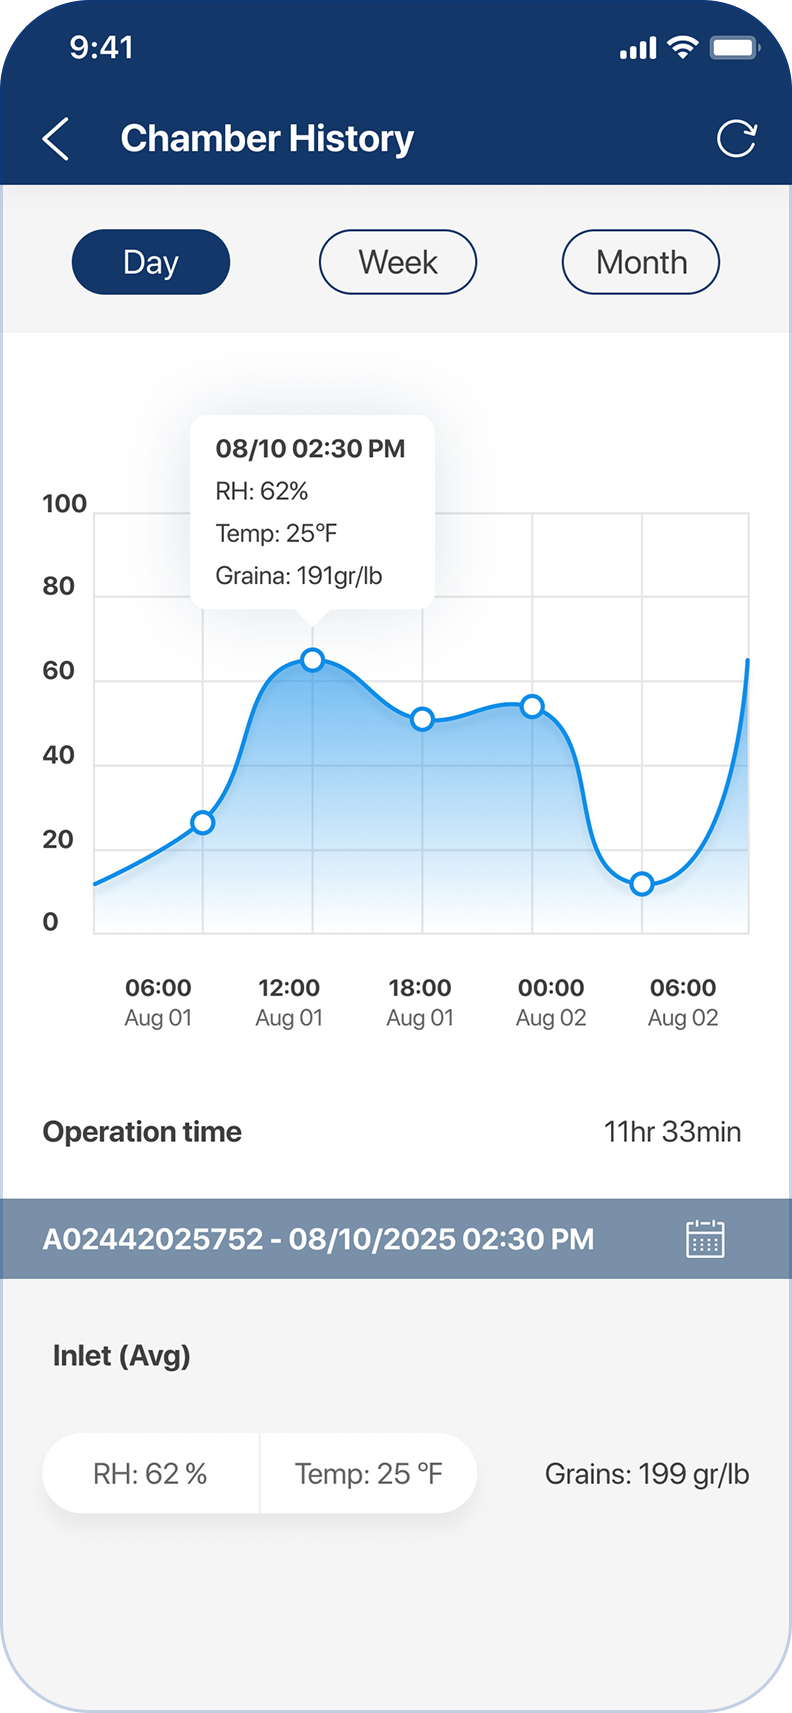 9:41
Chamber History
Day Week Month
08/10 02:30 PM
RH: 62%
Temp: 25°F
Graina: 191gr/lb
100
80
60
40
20
0
06:00 12:00 18:00 00:00 06:00
Aug 01 Aug 01 Aug 01 Aug 02 Aug 02
Operation time 11hr 33min
A02442025752 - 08/10/2025 02:30 PM
Inlet (Avg)
RH: 62 % Temp: 25 °F Grains: 199 gr/lb